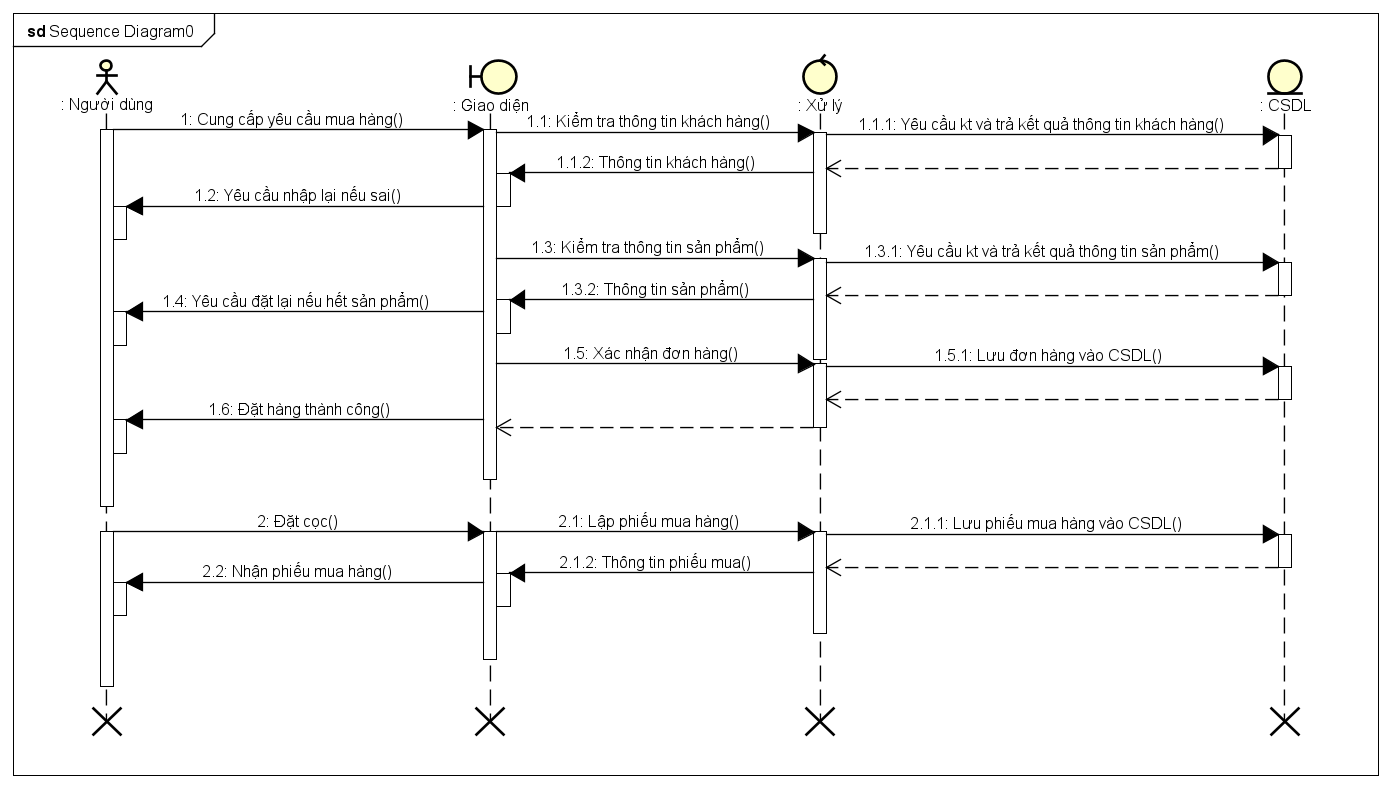 sd Sequence Diagram0
: Người dùng
: Giao diện
: Xử lý
: CSDL
1: Cung cấp yêu cầu mua hàng()
1.1: Kiểm tra thông tin khách hàng()
1.1.1: Yêu cầu kt và trả kết quả thông tin khách hàng()
1.1.2: Thông tin khách hàng()
1.2: Yêu cầu nhập lại nếu sai()
1.3: Kiểm tra thông tin sản phẩm()
1.3.1: Yêu cầu kt và trả kết quả thông tin sản phẩm()
1.3.2: Thông tin sản phẩm()
1.4: Yêu cầu đặt lại nếu hết sản phẩm()
1.5: Xác nhận đơn hàng()
1.5.1: Lưu đơn hàng vào CSDL()
1.6: Đặt hàng thành công()
2: Đặt cọc()
2.1: Lập phiếu mua hàng()
2.1.1: Lưu phiếu mua hàng vào CSDL()
2.1.2: Thông tin phiếu mua()
2.2: Nhận phiếu mua hàng()